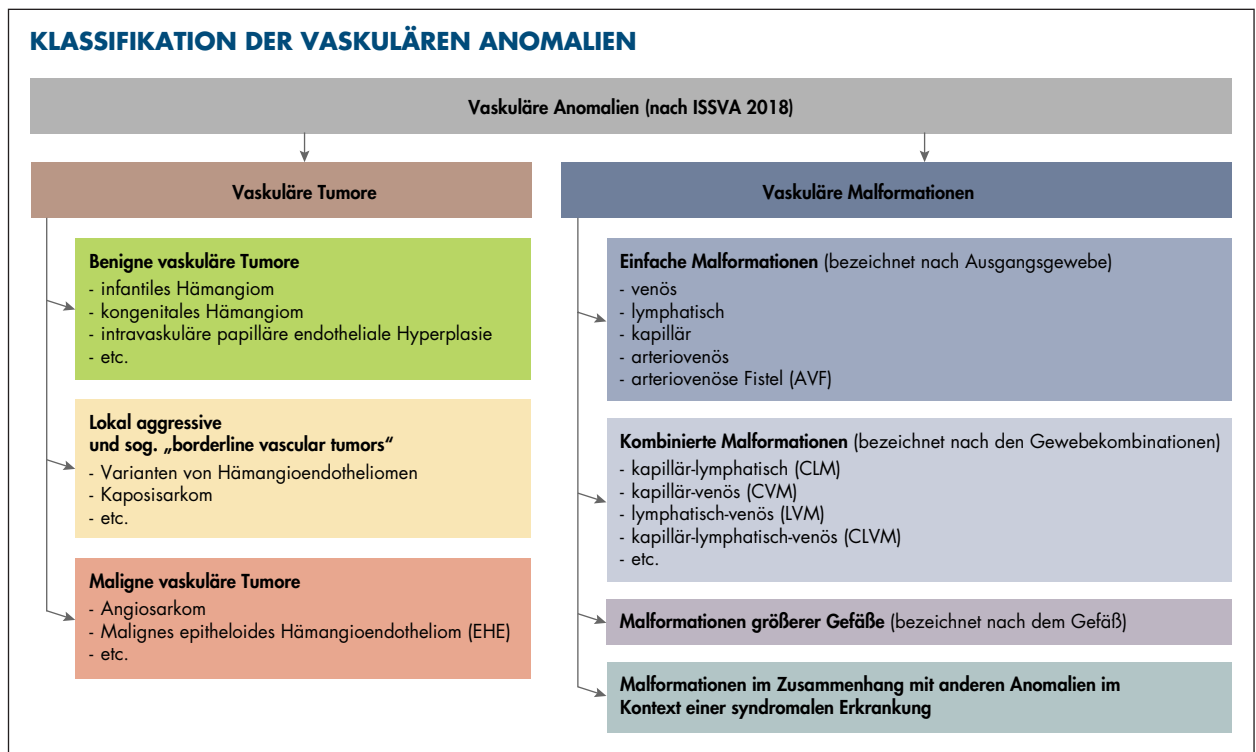 KLASSIFIKATION DER VASKULÄREN ANOMALIEN
Vaskuläre Anomalien (nach ISSVA 2018)
Vaskuläre Tumore
Benigne vaskuläre Tumore
- infantiles Hämangiom
- kongenitales Hämangiom
- intravaskuläre papilläre endotheliale Hyperplasie
- etc.
Lokal aggressive
und sog. „borderline vascular tumors“
- Varianten von Hämangioendotheliomen
- Kaposisarkom
- etc.
Maligne vaskuläre Tumore
- Angiosarkom
- Malignes epitheloides Hämangioendotheliom (EHE)
- etc.
Vaskuläre Malformationen
Einfache Malformationen (bezeichnet nach Ausgangsgewebe)
- venös
- lymphatisch
- kapillär
- arteriovenös
- arteriovenöse Fistel (AVF)
Kombinierte Malformationen (bezeichnet nach den Gewebekombinationen)
- kapillär-lymphatisch (CLM)
- kapillär-venös (CVM)
- lymphatisch-venös (LVM)
- kapillär-lymphatisch-venös (CLVM)
- etc.
Malformationen größerer Gefäße (bezeichnet nach dem Gefäß)
Malformationen im Zusammenhang mit anderen Anomalien im
Kontext einer syndromalen Erkrankung